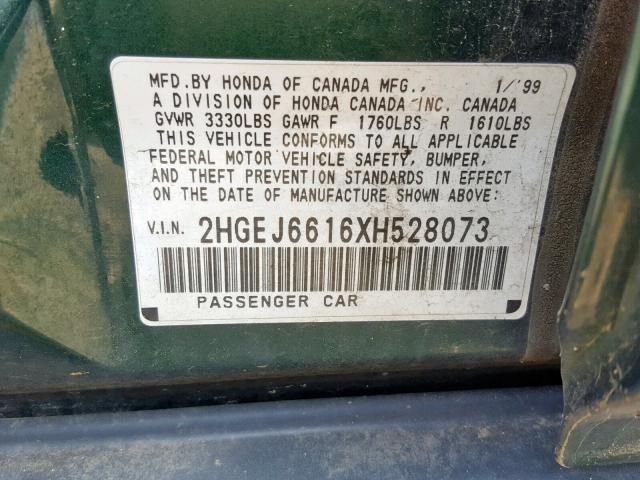 MFD.BY HONDA OF CANADA MFG., 1/'99
A DIVISION OF HONDA CANADA INC. CANADA
GVWR 3330LBS GAWR F 1760LBS R 1610LBS
THIS VEHICLE CONFORMS TO ALL APPLICABLE
FEDERAL MOTOR VEHICLE SAFETY, BUMPER,
AND THEFT PREVENTION STANDARDS IN EFFECT
ON THE DATE OF MANUFACTURE SHOWN ABOVE:
V.I.N. 2HGEJ6616XH528073
PASSENGER CAR